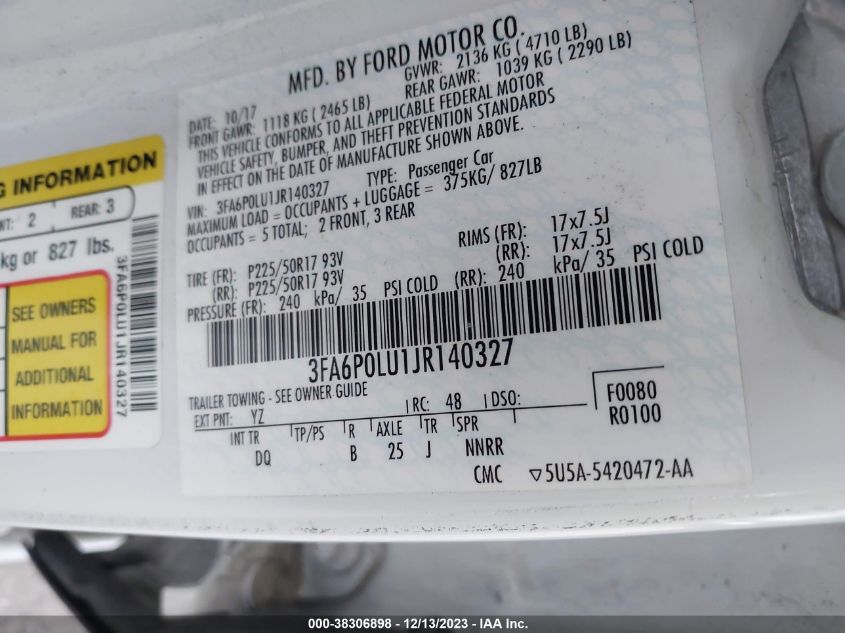 MFD. BY FORD MOTOR CO.
DATE: 10/17 GVWR: 2136 KG ( 4710 LB)
FRONT GAWR: 1118 KG ( 2465 LB) REAR GAWR: 1039 KG ( 2290 LB)
THIS VEHICLE CONFORMS TO ALL APPLICABLE FEDERAL MOTOR
VEHICLE SAFETY, BUMPER, AND THEFT PREVENTION STANDARDS
IN EFFECT ON THE DATE OF MANUFACTURE SHOWN ABOVE.
VIN: 3FA6P0LU1JR140327 TYPE: Passenger Car
MAXIMUM LOAD = OCCUPANTS + LUGGAGE = 375KG/ 827LB
OCCUPANTS = 5 TOTAL; 2 FRONT, 3 REAR
TIRE (FR): P225/50R17 93V RIMS (FR): 17x7.5J
(RR): P225/50R17 93V (RR): 17x7.5J
PRESSURE (FR): 240 kPa/ 35 PSI COLD (RR): 240 kPa/ 35 PSI COLD
3FA6P0LU1JR140327
TRAILER TOWING - SEE OWNER GUIDE
EXT PNT: YZ RC: 48 DSO: F0080
INT TR TP/PS R AXLE TR SPR R0100
DQ B 25 J NNRR
CMC ▽5U5A-5420472-AA
G INFORMATION
NT: 2 REAR: 3
kg or 827 lbs.
SEE OWNERS
MANUAL FOR
ADDITIONAL
INFORMATION
3FA6P0LU1JR140327
000-38306898 - 12/13/2023 - IAA Inc.